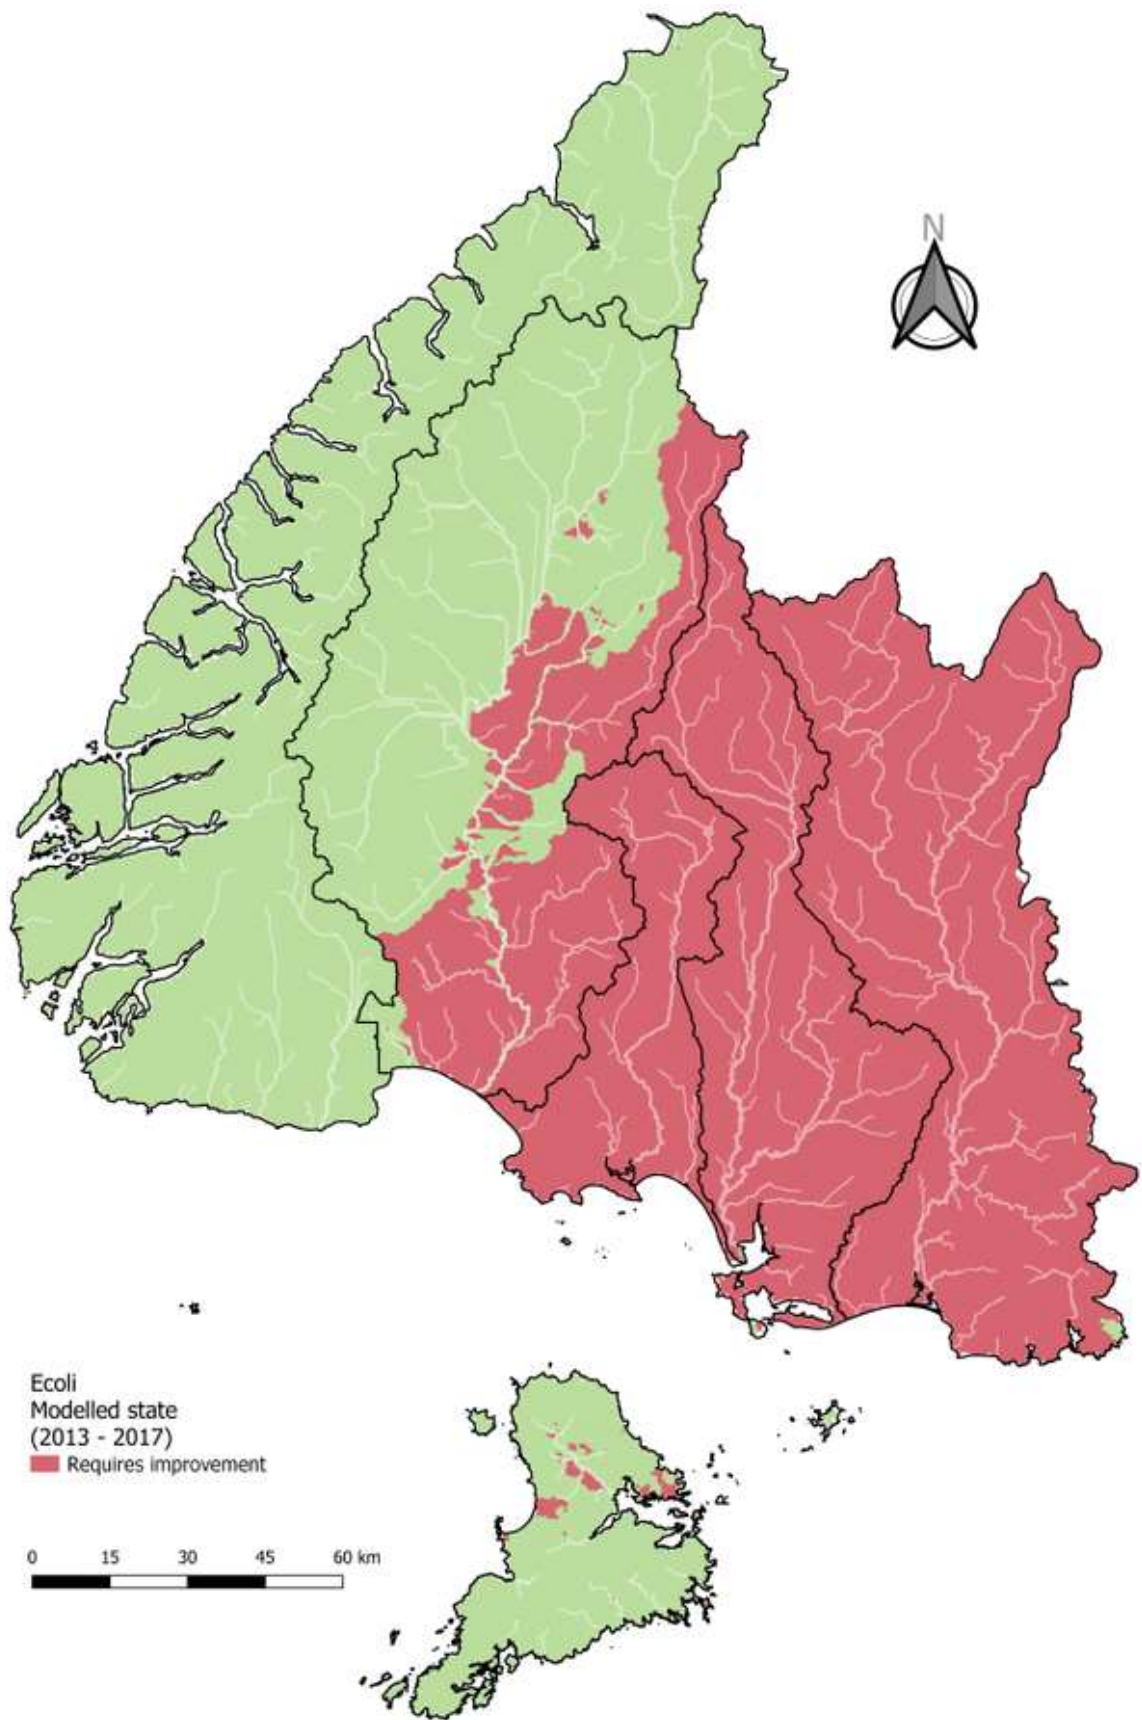 N
Ecoli
Modelled state
(2013 - 2017)
Requires improvement
0 15 30 45 60 km